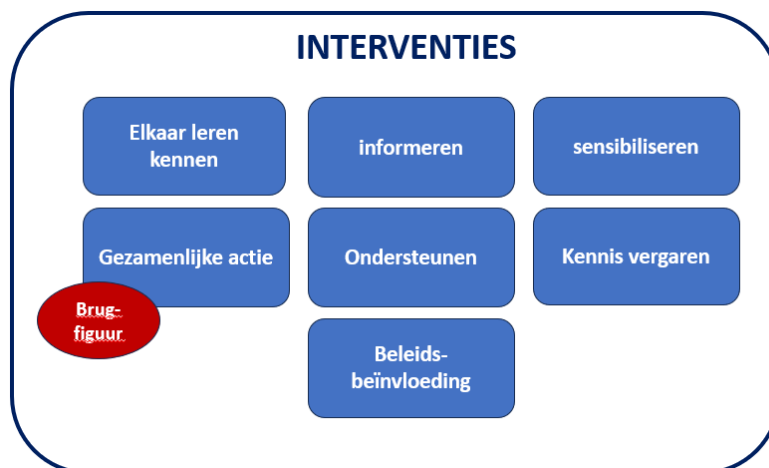 INTERVENTIES
Elkaar leren
kennen
informeren
sensibiliseren
Gezamenlijke actie
Ondersteunen
Kennis vergaren
Brug-
figuur
Beleids-
beïnvloeding